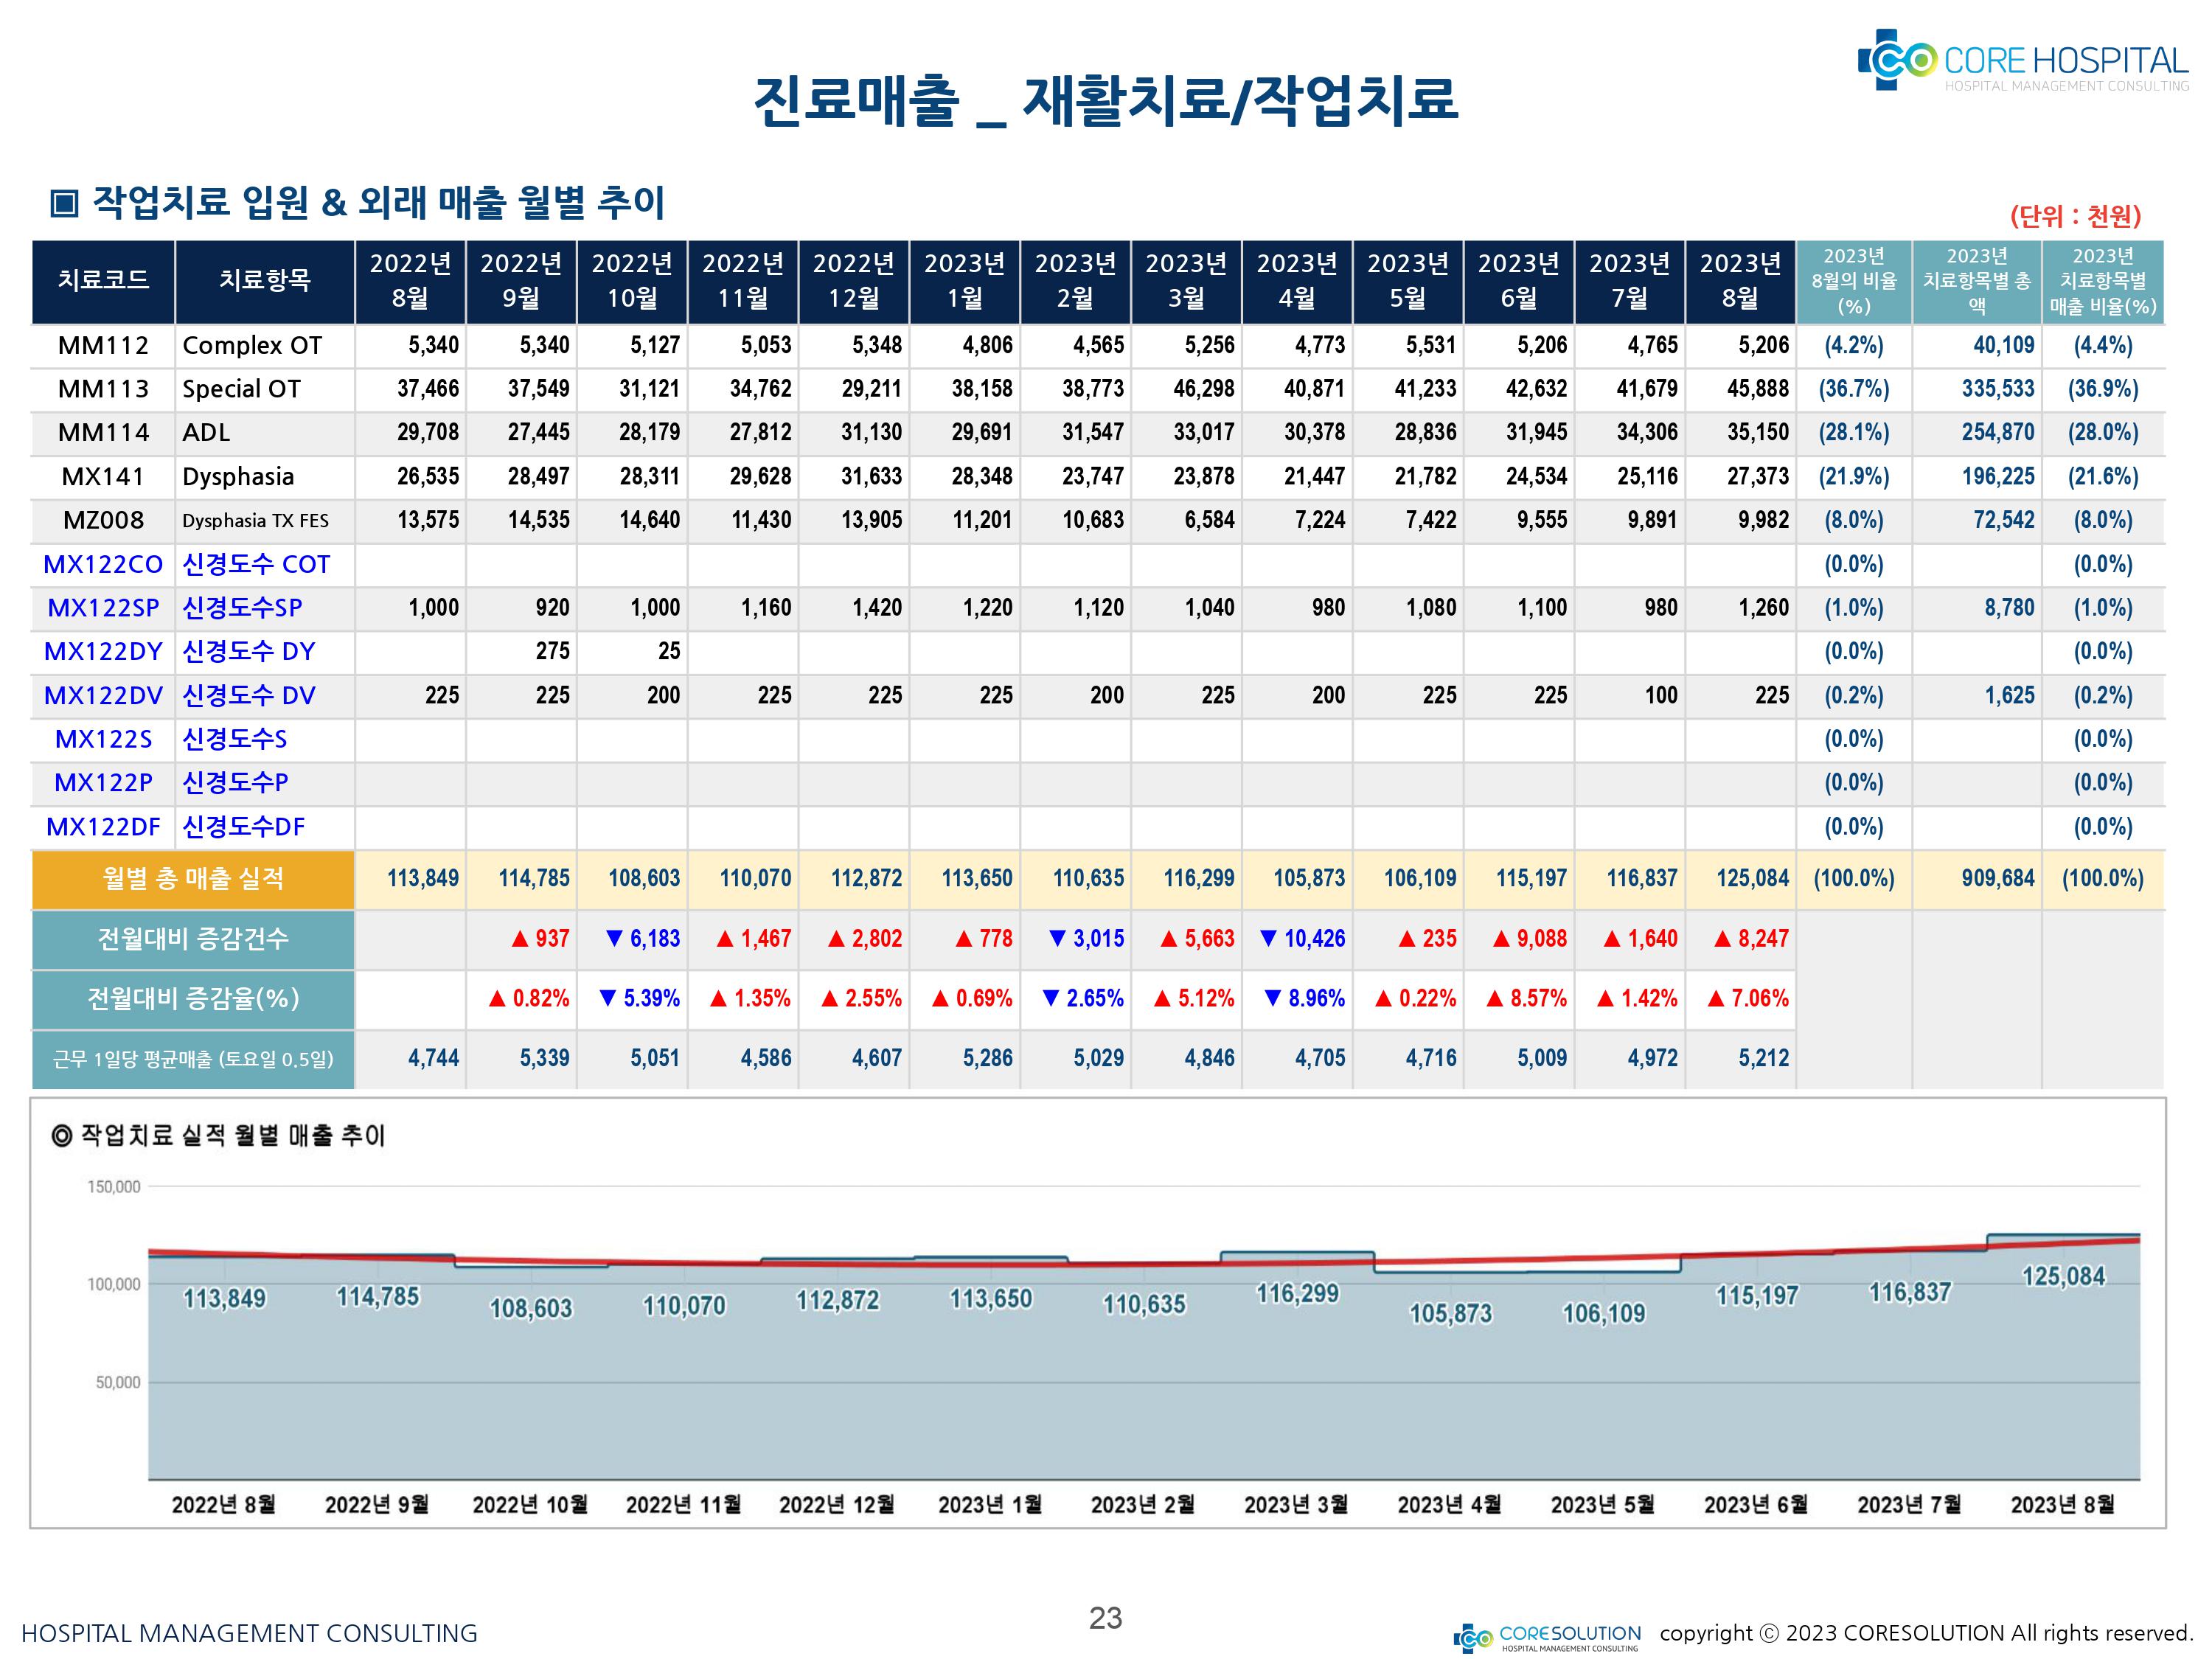 CORE HOSPITAL
HOSPITAL MANAGEMENT CONSULTING
진료매출 _ 재활치료/작업치료
▣ 작업치료 입원 & 외래 매출 월별 추이
(단위 : 천원)
치료코드 치료항목 2022년 8월 2022년 9월 2022년 10월 2022년 11월 2022년 12월 2023년 1월 2023년 2월 2023년 3월 2023년 4월 2023년 5월 2023년 6월 2023년 7월 2023년 8월 2023년 8월의 비율 (%) 2023년 치료항목별 총액 2023년 치료항목별 매출 비율(%)
MM112 Complex OT 5,340 5,340 5,127 5,053 5,348 4,806 4,565 5,256 4,773 5,531 5,206 4,765 5,206 (4.2%) 40,109 (4.4%)
MM113 Special OT 37,466 37,549 31,121 34,762 29,211 38,158 38,773 46,298 40,871 41,233 42,632 41,679 45,888 (36.7%) 335,533 (36.9%)
MM114 ADL 29,708 27,445 28,179 27,812 31,130 29,691 31,547 33,017 30,378 28,836 31,945 34,306 35,150 (28.1%) 254,870 (28.0%)
MX141 Dysphasia 26,535 28,497 28,311 29,628 31,633 28,348 23,747 23,878 21,447 21,782 24,534 25,116 27,373 (21.9%) 196,225 (21.6%)
MZ008 Dysphasia TX FES 13,575 14,535 14,640 11,430 13,905 11,201 10,683 6,584 7,224 7,422 9,555 9,891 9,982 (8.0%) 72,542 (8.0%)
MX122CO 신경도수 COT (0.0%) (0.0%)
MX122SP 신경도수SP 1,000 920 1,000 1,160 1,420 1,220 1,120 1,040 980 1,080 1,100 980 1,260 (1.0%) 8,780 (1.0%)
MX122DY 신경도수 DY 275 25 (0.0%) (0.0%)
MX122DV 신경도수 DV 225 225 200 225 225 225 200 225 200 225 225 100 225 (0.2%) 1,625 (0.2%)
MX122S 신경도수S (0.0%) (0.0%)
MX122P 신경도수P (0.0%) (0.0%)
MX122DF 신경도수DF (0.0%) (0.0%)
월별 총 매출 실적 113,849 114,785 108,603 110,070 112,872 113,650 110,635 116,299 105,873 106,109 115,197 116,837 125,084 (100.0%) 909,684 (100.0%)
전월대비 증감건수 ▲ 937 ▼ 6,183 ▲ 1,467 ▲ 2,802 ▲ 778 ▼ 3,015 ▲ 5,663 ▼ 10,426 ▲ 235 ▲ 9,088 ▲ 1,640 ▲ 8,247
전월대비 증감율(%) ▲ 0.82% ▼ 5.39% ▲ 1.35% ▲ 2.55% ▲ 0.69% ▼ 2.65% ▲ 5.12% ▼ 8.96% ▲ 0.22% ▲ 8.57% ▲ 1.42% ▲ 7.06%
근무 1일당 평균매출 (토요일 0.5일) 4,744 5,339 5,051 4,586 4,607 5,286 5,029 4,846 4,705 4,716 5,009 4,972 5,212
◎ 작업치료 실적 월별 매출 추이
150,000
100,000
50,000
113,849 114,785 108,603 110,070 112,872 113,650 110,635 116,299 105,873 106,109 115,197 116,837 125,084
2022년 8월 2022년 9월 2022년 10월 2022년 11월 2022년 12월 2023년 1월 2023년 2월 2023년 3월 2023년 4월 2023년 5월 2023년 6월 2023년 7월 2023년 8월
HOSPITAL MANAGEMENT CONSULTING
23
CORESOLUTION
HOSPITAL MANAGEMENT CONSULTING
copyright ⓒ 2023 CORESOLUTION All rights reserved.